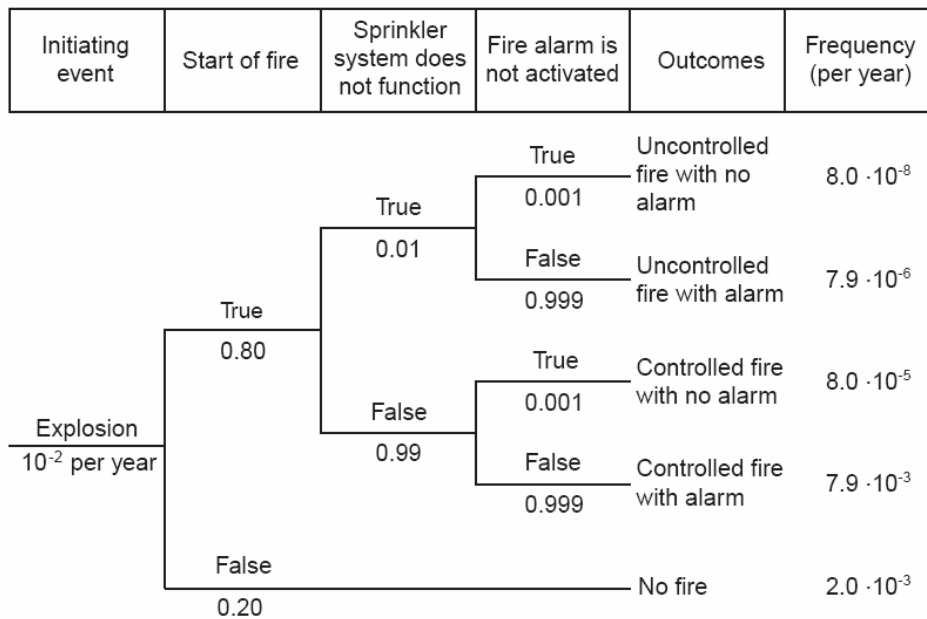 Initiating
event
Start of fire
Sprinkler
system does
not function
Fire alarm is
not activated
Outcomes
Frequency
(per year)
True
0.001
Uncontrolled
fire with no
alarm
8.0 ·10⁻⁸
True
0.01
False
0.999
Uncontrolled
fire with alarm
7.9 ·10⁻⁶
True
0.80
True
0.001
Controlled fire
with no alarm
8.0 ·10⁻⁵
False
0.99
Explosion
10⁻² per year
False
0.999
Controlled fire
with alarm
7.9 ·10⁻³
False
0.20
No fire
2.0 ·10⁻³